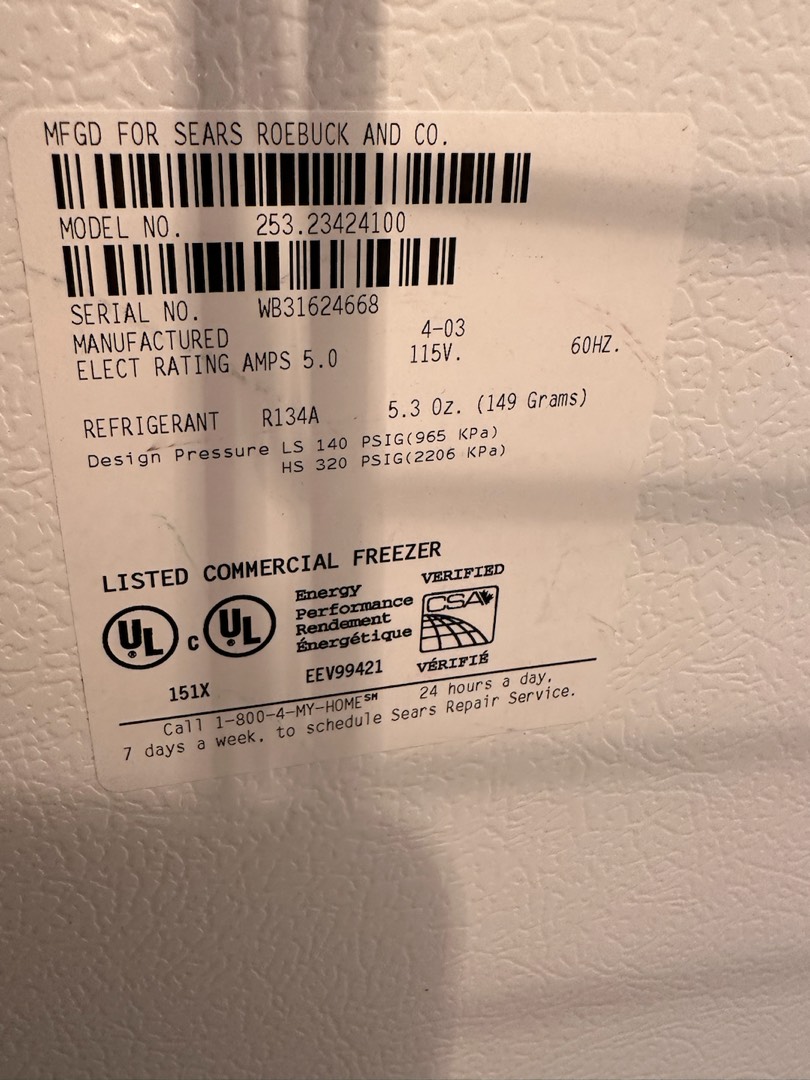 MFGD FOR SEARS ROEBUCK AND CO.
MODEL NO. 253.23424100
SERIAL NO. WB31624668
MANUFACTURED 4-03
ELECT RATING AMPS 5.0 115V. 60HZ.
REFRIGERANT R134A 5.3 Oz. (149 Grams)
Design Pressure LS 140 PSIG(965 KPa)
HS 320 PSIG(2206 KPa)
LISTED COMMERCIAL FREEZER
UL ® C UL ®
151X
Energy
Performance
Rendement
Énergétique
EEV99421
VERIFIED
CSA
VÉRIFIÉ
Call 1-800-4-MY-HOME℠ 24 hours a day,
7 days a week, to schedule Sears Repair Service.